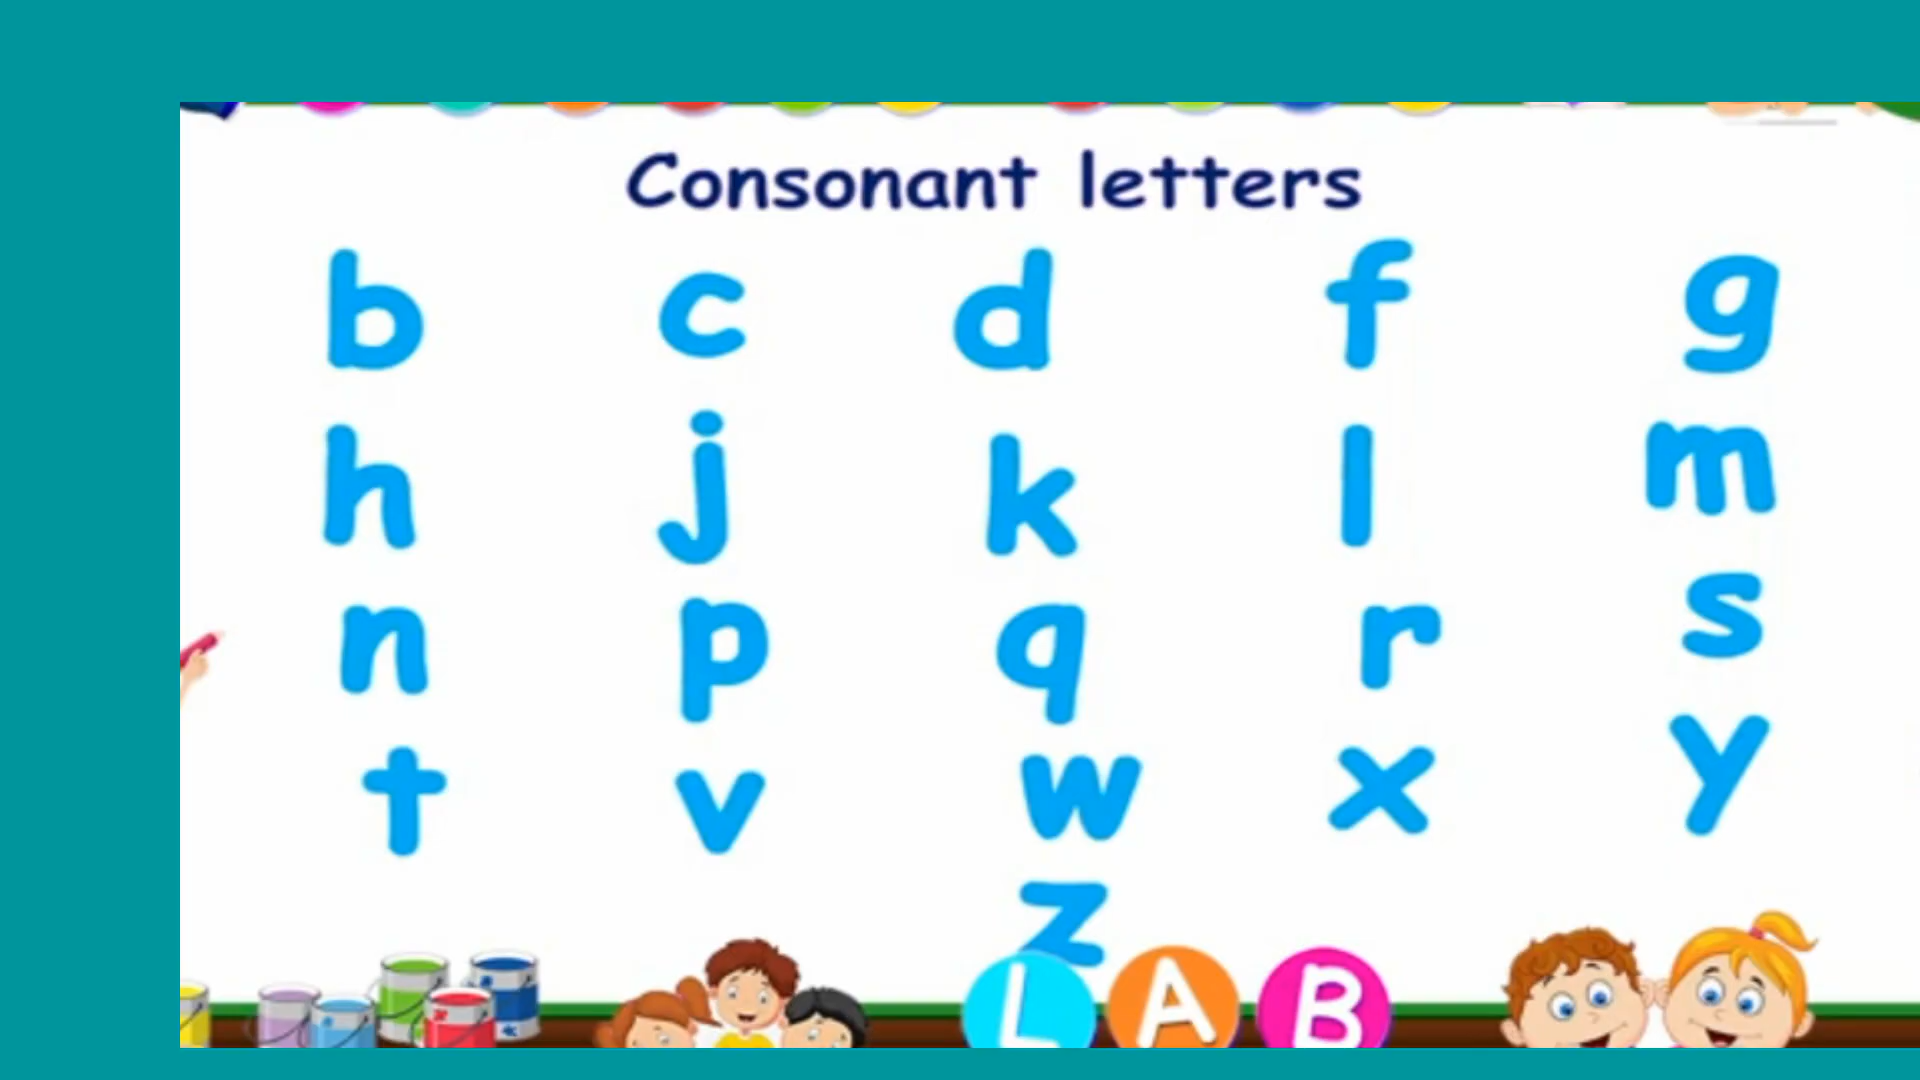 Consonant letters
b c d f g
h j k l m
n p q r s
t v w x y
z
L A B